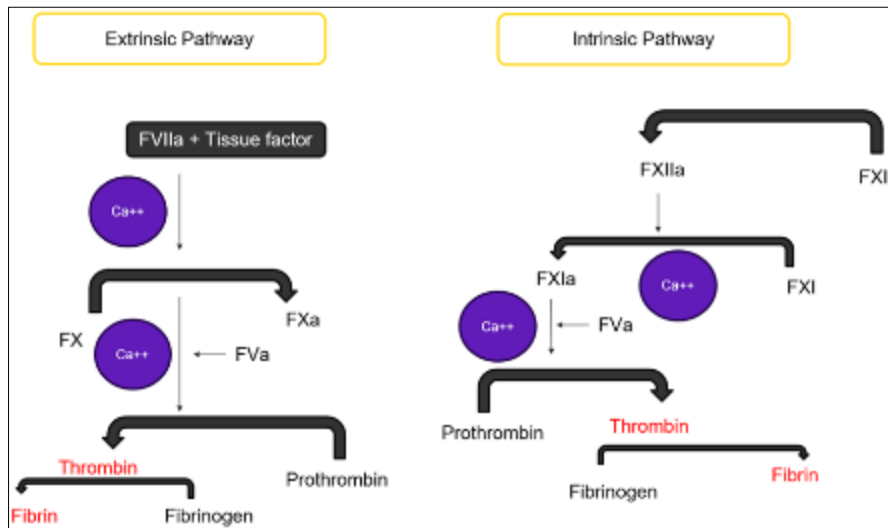 Extrinsic Pathway
Intrinsic Pathway
FVIIa + Tissue factor
Ca++
FX
FXa
Ca++
FVa
Thrombin
Prothrombin
Fibrin
Fibrinogen
FXIIa
FXI
FXIa
Ca++
FXI
Ca++
FVa
Prothrombin
Thrombin
Fibrinogen
Fibrin